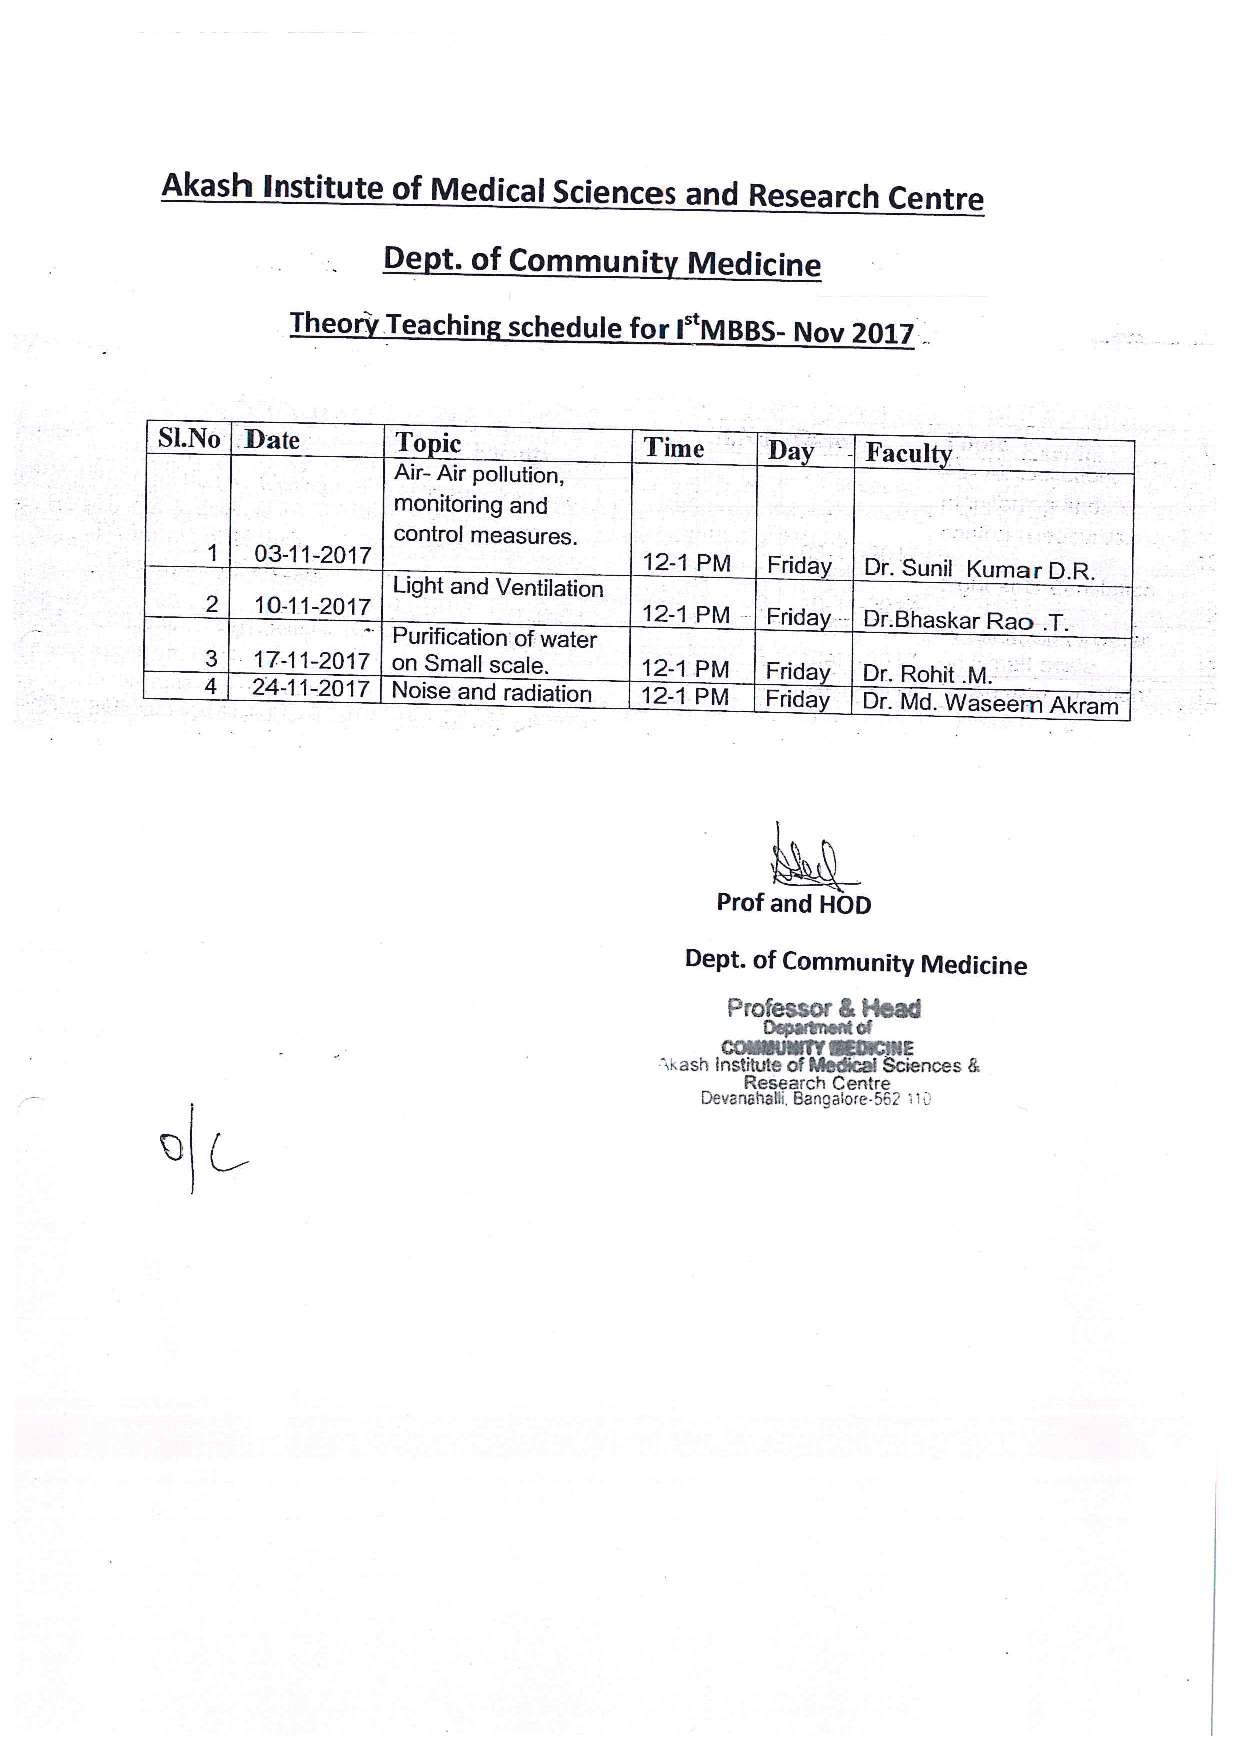 Akash Institute of Medical Sciences and Research Centre
Dept. of Community Medicine
Theory Teaching schedule for IstMBBS- Nov 2017
Sl.No Date Topic Time Day Faculty
1 03-11-2017 Air- Air pollution,
monitoring and
control measures. 12-1 PM Friday Dr. Sunil Kumar D.R.
2 10-11-2017 Light and Ventilation 12-1 PM Friday Dr.Bhaskar Rao .T.
3 17-11-2017 Purification of water
on Small scale. 12-1 PM Friday Dr. Rohit .M.
4 24-11-2017 Noise and radiation 12-1 PM Friday Dr. Md. Waseem Akram
Prof and HOD
Dept. of Community Medicine
Professor & Head
Department of
COMMUNITY MEDICINE
Akash Institute of Medical Sciences &
Research Centre
Devanahalli, Bangalore-562 110
O/C